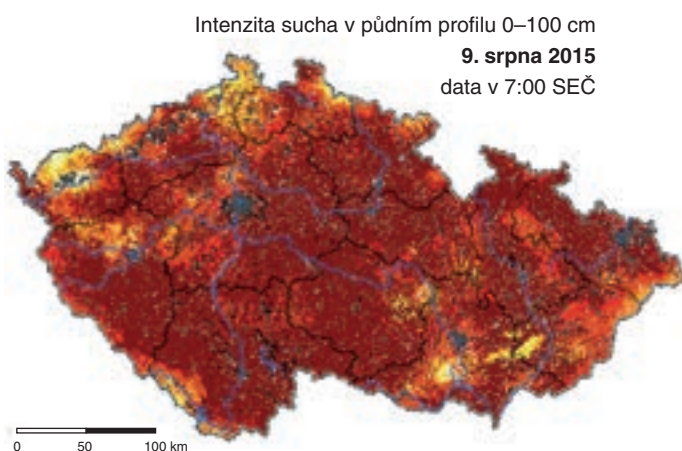 Intenzita sucha v půdním profilu 0–100 cm
9. srpna 2015
data v 7:00 SEČ
0 50 100 km